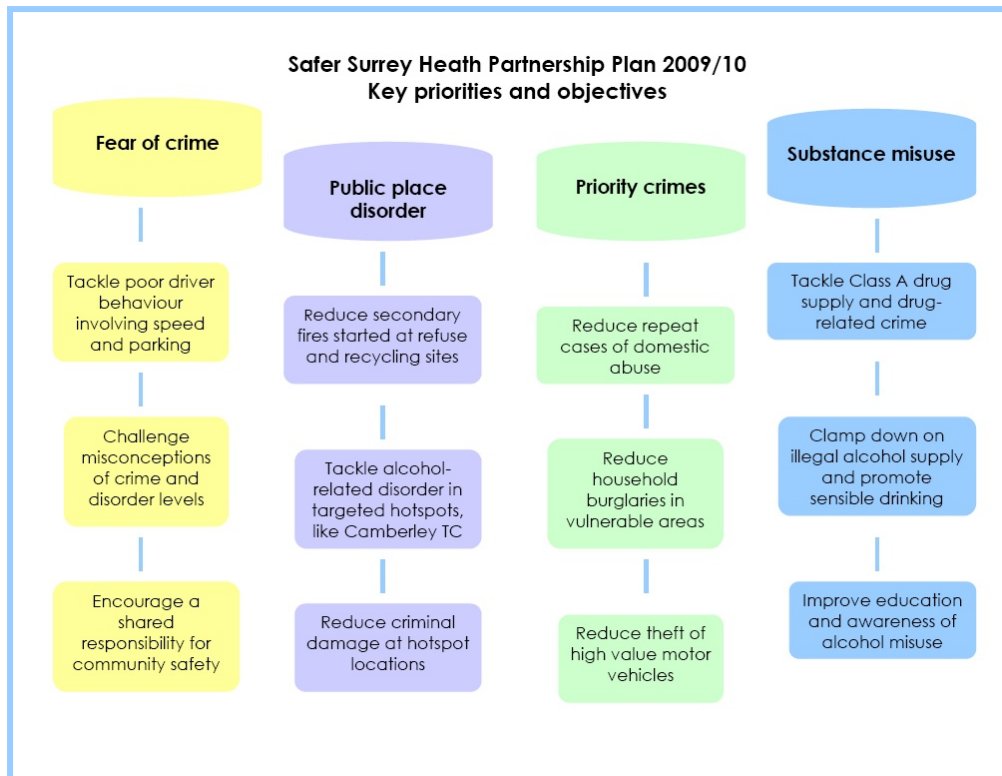 Safer Surrey Heath Partnership Plan 2009/10
Key priorities and objectives
Fear of crime
Tackle poor driver
behaviour
involving speed
and parking
Challenge
misconceptions
of crime and
disorder levels
Encourage a
shared
responsibility for
community safety
Public place
disorder
Reduce secondary
fires started at refuse
and recycling sites
Tackle alcohol-
related disorder in
targeted hotspots,
like Camberley TC
Reduce criminal
damage at hotspot
locations
Priority crimes
Reduce repeat
cases of domestic
abuse
Reduce
household
burglaries in
vulnerable areas
Reduce theft of
high value motor
vehicles
Substance misuse
Tackle Class A drug
supply and drug-
related crime
Clamp down on
illegal alcohol supply
and promote
sensible drinking
Improve education
and awareness of
alcohol misuse